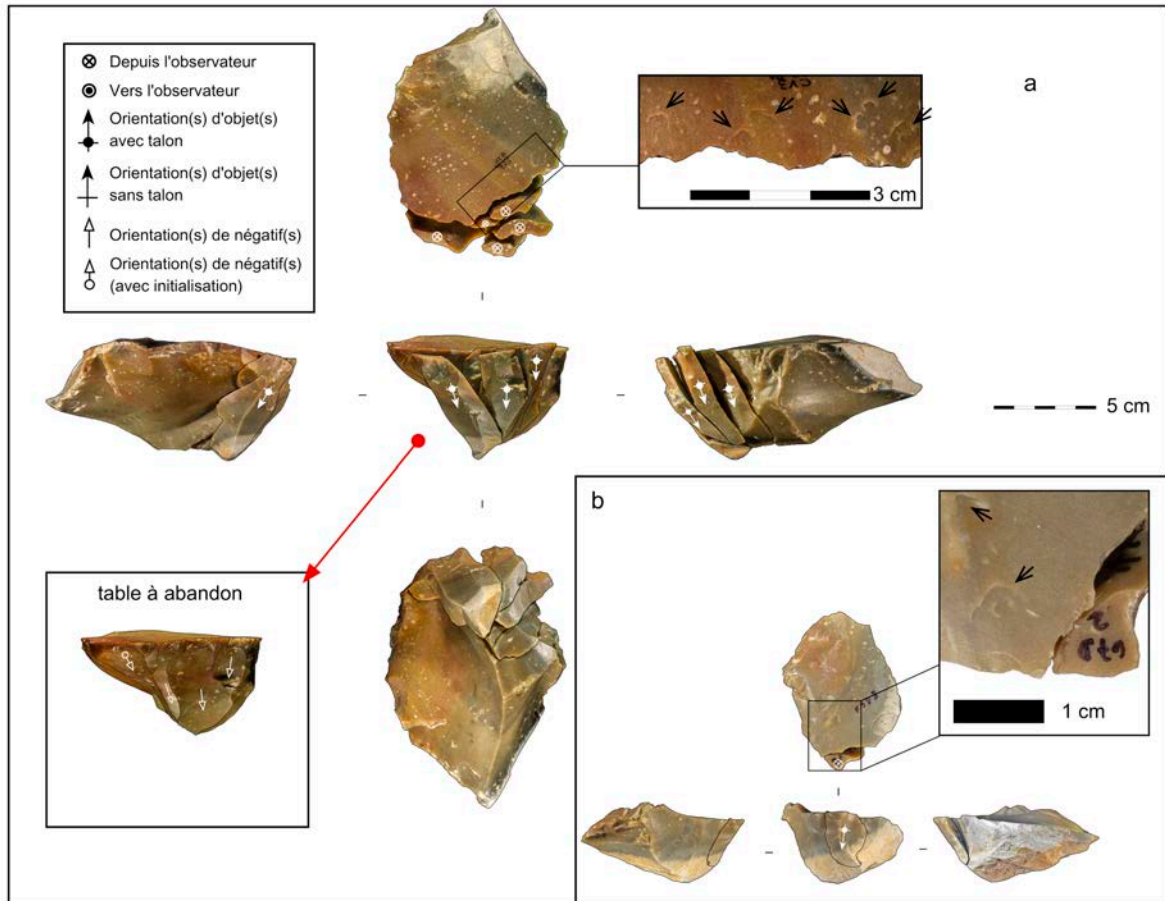 a
Depuis l'observateur
Vers l'observateur
Orientation(s) d'objet(s)
avec talon
Orientation(s) d'objet(s)
sans talon
Orientation(s) de négatif(s)
Orientation(s) de négatif(s)
(avec initialisation)
3 cm
5 cm
table à abandon
b
1 cm